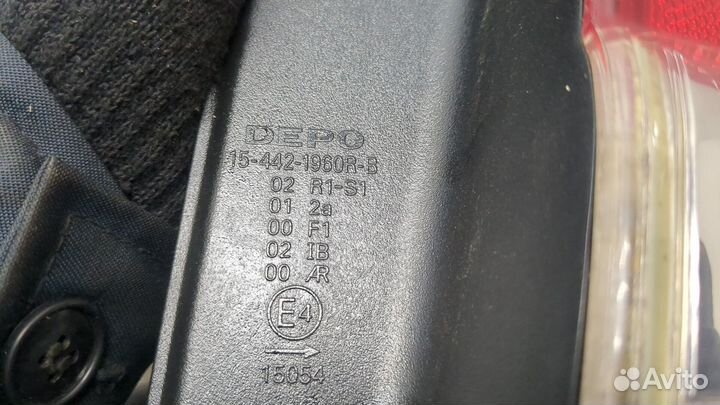 DEPO
15-442-1960R-B
02 R1-S1
01 2a
00 F1
02 IB
00 AR
E4
15054
Avito